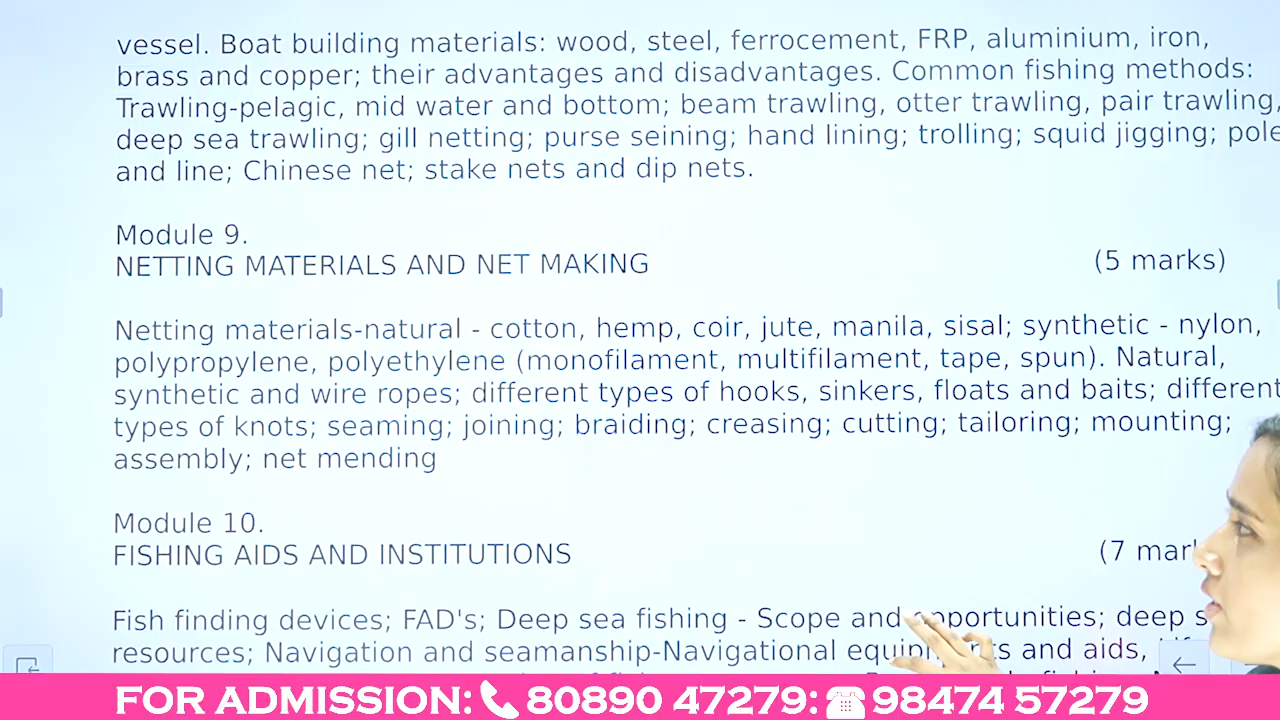 vessel. Boat building materials: wood, steel, ferrocement, FRP, aluminium, iron,
brass and copper; their advantages and disadvantages. Common fishing methods:
Trawling-pelagic, mid water and bottom; beam trawling, otter trawling, pair trawling,
deep sea trawling; gill netting; purse seining; hand lining; trolling; squid jigging; pole
and line; Chinese net; stake nets and dip nets.
Module 9.
NETTING MATERIALS AND NET MAKING (5 marks)
Netting materials-natural - cotton, hemp, coir, jute, manila, sisal; synthetic - nylon,
polypropylene, polyethylene (monofilament, multifilament, tape, spun). Natural,
synthetic and wire ropes; different types of hooks, sinkers, floats and baits; different
types of knots; seaming; joining; braiding; creasing; cutting; tailoring; mounting;
assembly; net mending
Module 10.
FISHING AIDS AND INSTITUTIONS (7 mar
Fish finding devices; FAD's; Deep sea fishing - Scope and opportunities; deep s
resources; Navigation and seamanship-Navigational equipments and aids,
FOR ADMISSION: 80890 47279: 98474 57279